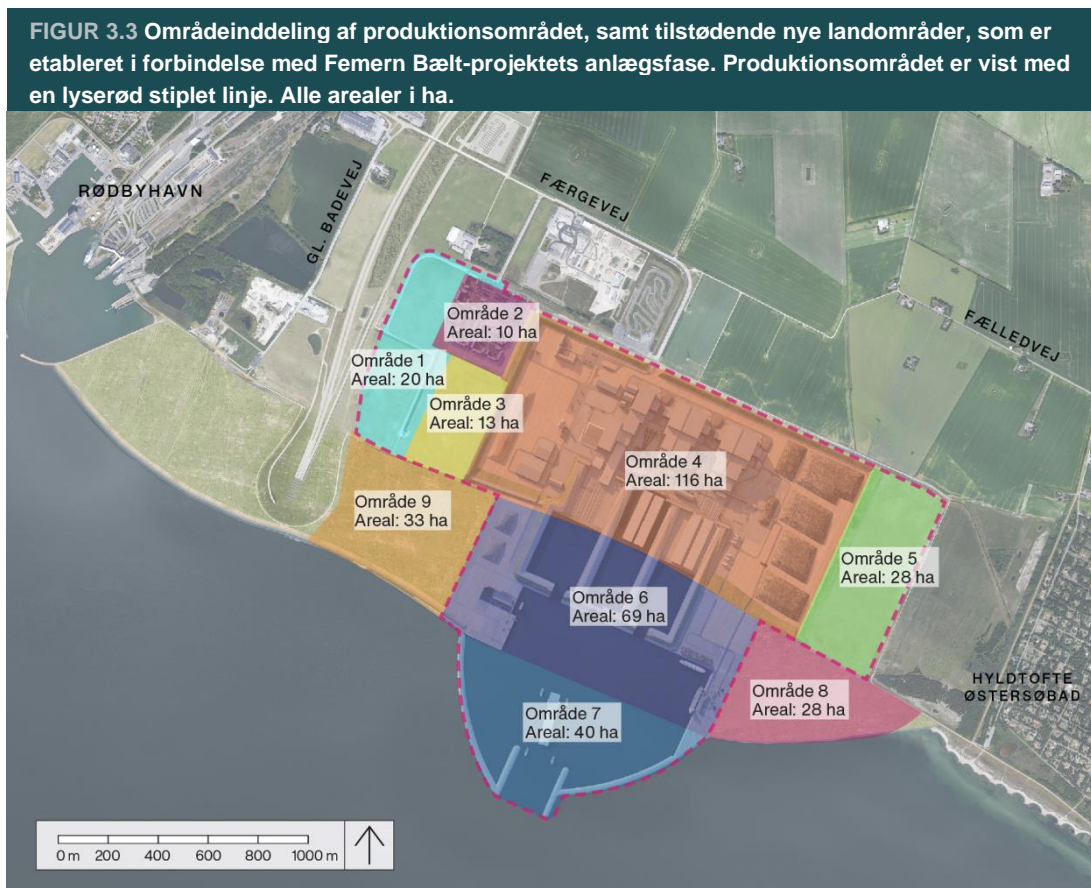 FIGUR 3.3 Områdeinddeling af produktionsområdet, samt tilstødende nye landområder, som er
etableret i forbindelse med Femern Bælt-projektets anlægsfase. Produktionsområdet er vist med
en lyserød stiplet linje. Alle arealer i ha.
RØDBYHAVN
GL. BADEVEJ
FÆRGEVEJ
FÆLLEDVEJ
Område 2
Areal: 10 ha
Område 1
Areal: 20 ha
Område 3
Areal: 13 ha
Område 4
Areal: 116 ha
Område 9
Areal: 33 ha
Område 5
Areal: 28 ha
Område 6
Areal: 69 ha
HYLDTOFTE
ØSTERSØBAD
Område 8
Areal: 28 ha
Område 7
Areal: 40 ha
0 m 200 400 600 800 1000 m